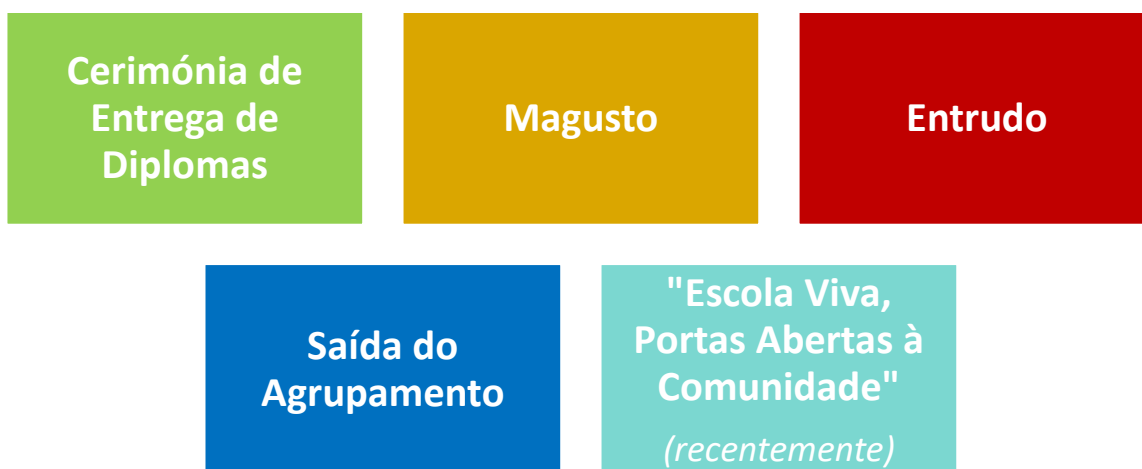 Cerimónia de
Entrega de
Diplomas
Magusto
Entrudo
Saída do
Agrupamento
"Escola Viva,
Portas Abertas à
Comunidade"
(recentemente)